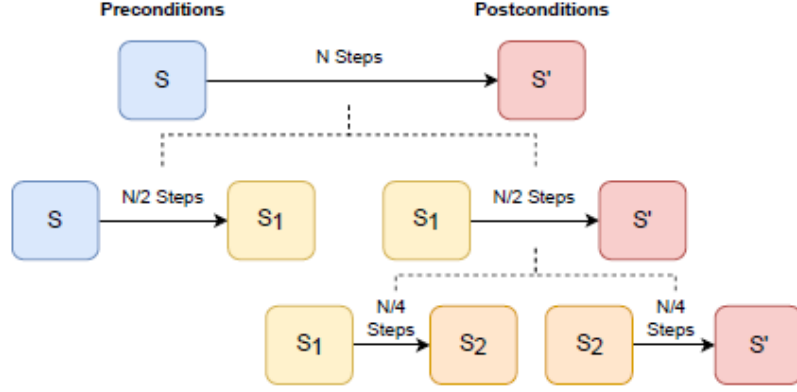 Preconditions Postconditions
S N Steps S'
S N/2 Steps S1 S1 N/2 Steps S'
S1 N/4 Steps S2 S2 N/4 Steps S'